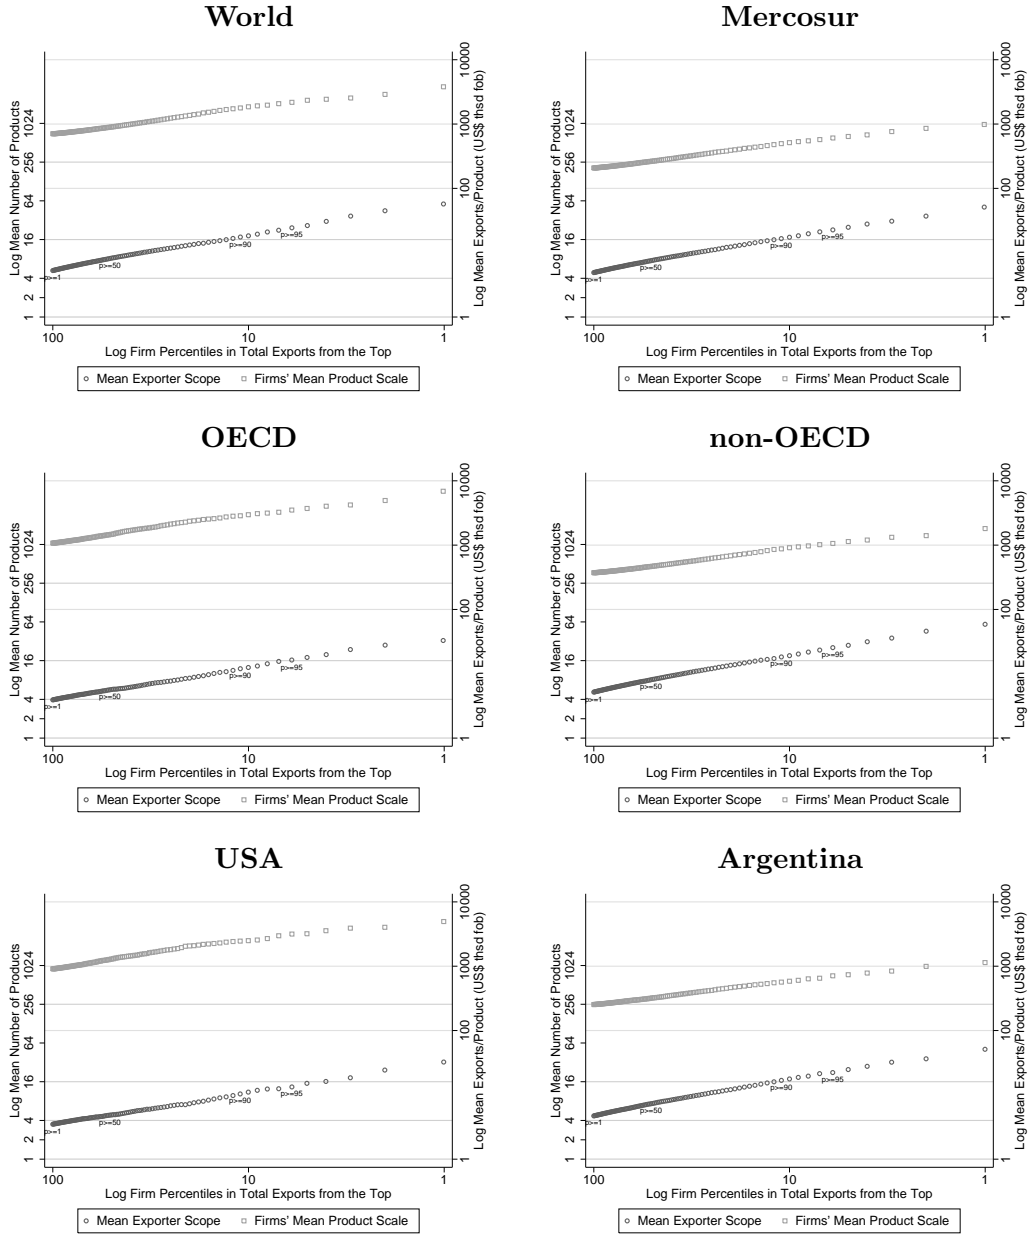 World
Log Mean Number of Products
1 2 4 16 64 256 1024
Log Mean Exports/Product (US$ thsd fob)
1 100 1000 10000
p>=1
p>=50
p>=90
p>=95
100 10 1
Log Firm Percentiles in Total Exports from the Top
Mean Exporter Scope Firms' Mean Product Scale
Mercosur
Log Mean Number of Products
1 2 4 16 64 256 1024
Log Mean Exports/Product (US$ thsd fob)
1 100 1000 10000
p>=1
p>=50
p>=90
p>=95
100 10 1
Log Firm Percentiles in Total Exports from the Top
Mean Exporter Scope Firms' Mean Product Scale
OECD
Log Mean Number of Products
1 2 4 16 64 256 1024
Log Mean Exports/Product (US$ thsd fob)
1 100 1000 10000
p>=1
p>=50
p>=90
p>=95
100 10 1
Log Firm Percentiles in Total Exports from the Top
Mean Exporter Scope Firms' Mean Product Scale
non-OECD
Log Mean Number of Products
1 2 4 16 64 256 1024
Log Mean Exports/Product (US$ thsd fob)
1 100 1000 10000
p>=1
p>=50
p>=90
p>=95
100 10 1
Log Firm Percentiles in Total Exports from the Top
Mean Exporter Scope Firms' Mean Product Scale
USA
Log Mean Number of Products
1 2 4 16 64 256 1024
Log Mean Exports/Product (US$ thsd fob)
1 100 1000 10000
p>=1
p>=50
p>=90
p>=95
100 10 1
Log Firm Percentiles in Total Exports from the Top
Mean Exporter Scope Firms' Mean Product Scale
Argentina
Log Mean Number of Products
1 2 4 16 64 256 1024
Log Mean Exports/Product (US$ thsd fob)
1 100 1000 10000
p>=1
p>=50
p>=90
p>=95
100 10 1
Log Firm Percentiles in Total Exports from the Top
Mean Exporter Scope Firms' Mean Product Scale